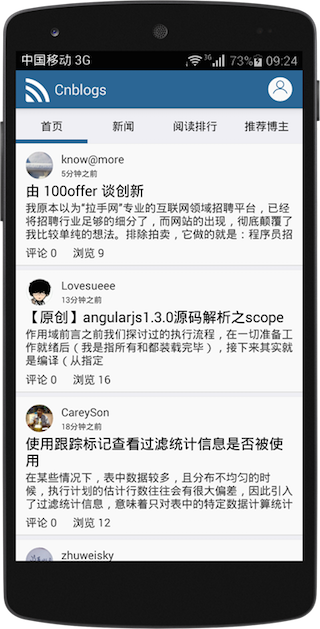 中国移动 3G 3G 73% 09:24
Cnblogs
首页 新闻 阅读排行 推荐博主
know@more
5分钟之前
由 100offer 谈创新
我原本以为“拉手网”专业的互联网领域招聘平台，已经
将招聘行业足够的细分了，而网站的出现，彻底颠覆了
我比较单纯的想法。排除拍卖，它做的就是：程序员招
评论 0 浏览 9
Lovesueee
13分钟之前
【原创】angularjs1.3.0源码解析之scope
作用域前言之前我们探讨过的执行流程，在一切准备工
作就绪后（我是指所有和都装载完毕），接下来其实就
是编译（从指定
评论 0 浏览 16
CareySon
18分钟之前
使用跟踪标记查看过滤统计信息是否被使
用
在某些情况下，表中数据较多，且分布不均匀的时
候，执行计划的估计行数往往会有很大偏差，因此引入
了过滤统计信息，意味着只对表中的特定数据计算统计
评论 0 浏览 12
zhuweisky